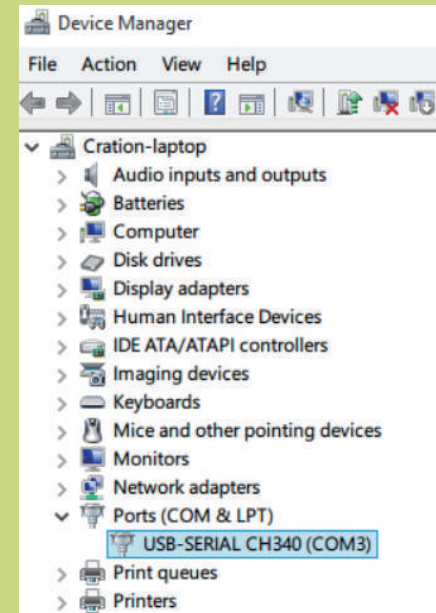 Device Manager
File Action View Help
Cration-laptop
Audio inputs and outputs
Batteries
Computer
Disk drives
Display adapters
Human Interface Devices
IDE ATA/ATAPI controllers
Imaging devices
Keyboards
Mice and other pointing devices
Monitors
Network adapters
Ports (COM & LPT)
USB-SERIAL CH340 (COM3)
Print queues
Printers